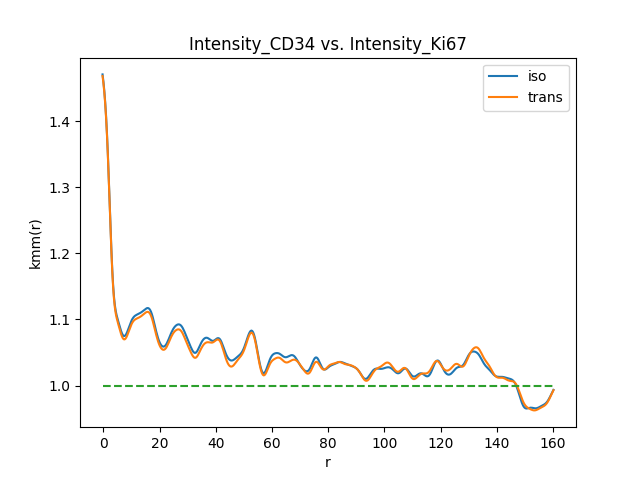 Intensity_CD34 vs. Intensity_Ki67
iso
trans
1.4
1.3
1.2
1.1
1.0
kmm(r)
0 20 40 60 80 100 120 140 160
r